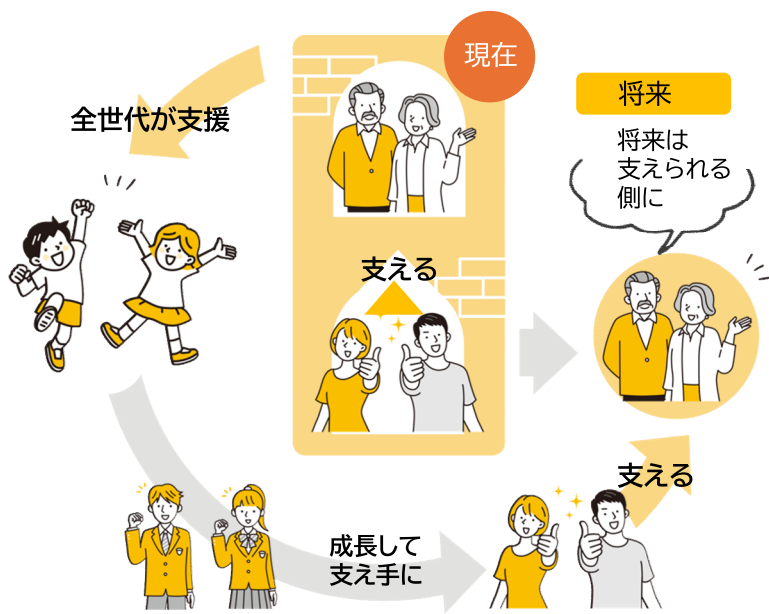 現在
全世代が支援
将来
将来は
支えられる
側に
支える
支える
成長して
支え手に